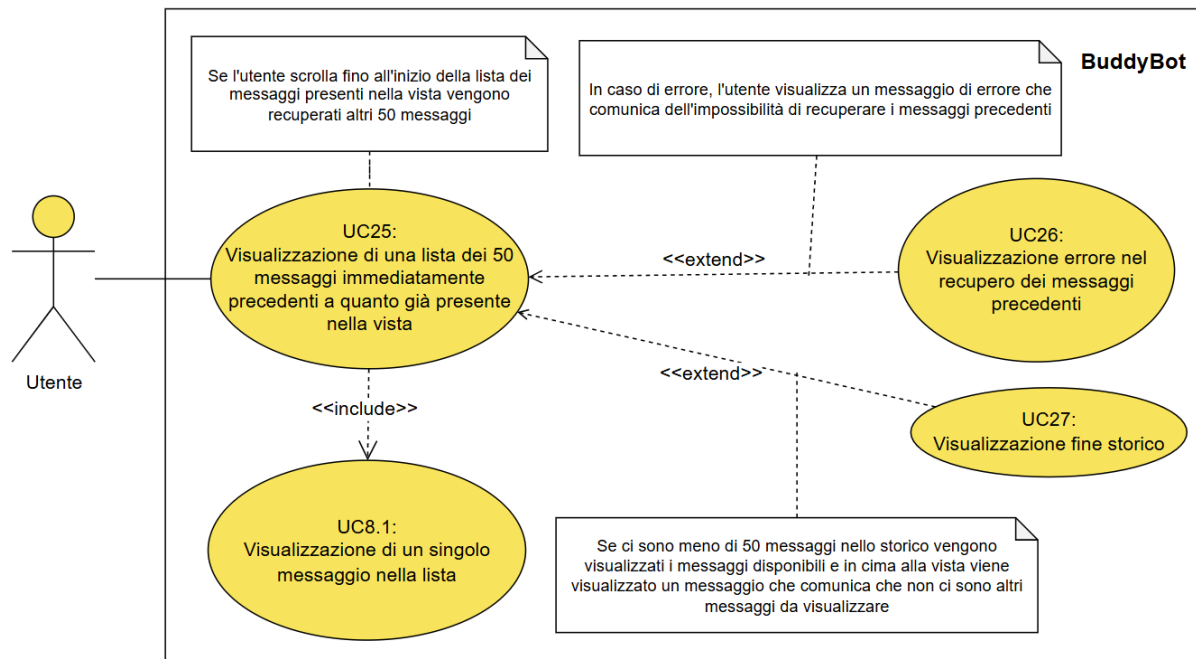 Se l'utente scrolla fino all'inizio della lista dei
messaggi presenti nella vista vengono
recuperati altri 50 messaggi
In caso di errore, l'utente visualizza un messaggio di errore che
comunica dell'impossibilità di recuperare i messaggi precedenti
BuddyBot
UC25:
Visualizzazione di una lista dei 50
messaggi immediatamente
precedenti a quanto già presente
nella vista
<<extend>>
UC26:
Visualizzazione errore nel
recupero dei messaggi
precedenti
Utente
<<extend>>
<<include>>
UC27:
Visualizzazione fine storico
UC8.1:
Visualizzazione di un singolo
messaggio nella lista
Se ci sono meno di 50 messaggi nello storico vengono
visualizzati i messaggi disponibili e in cima alla vista viene
visualizzato un messaggio che comunica che non ci sono altri
messaggi da visualizzare